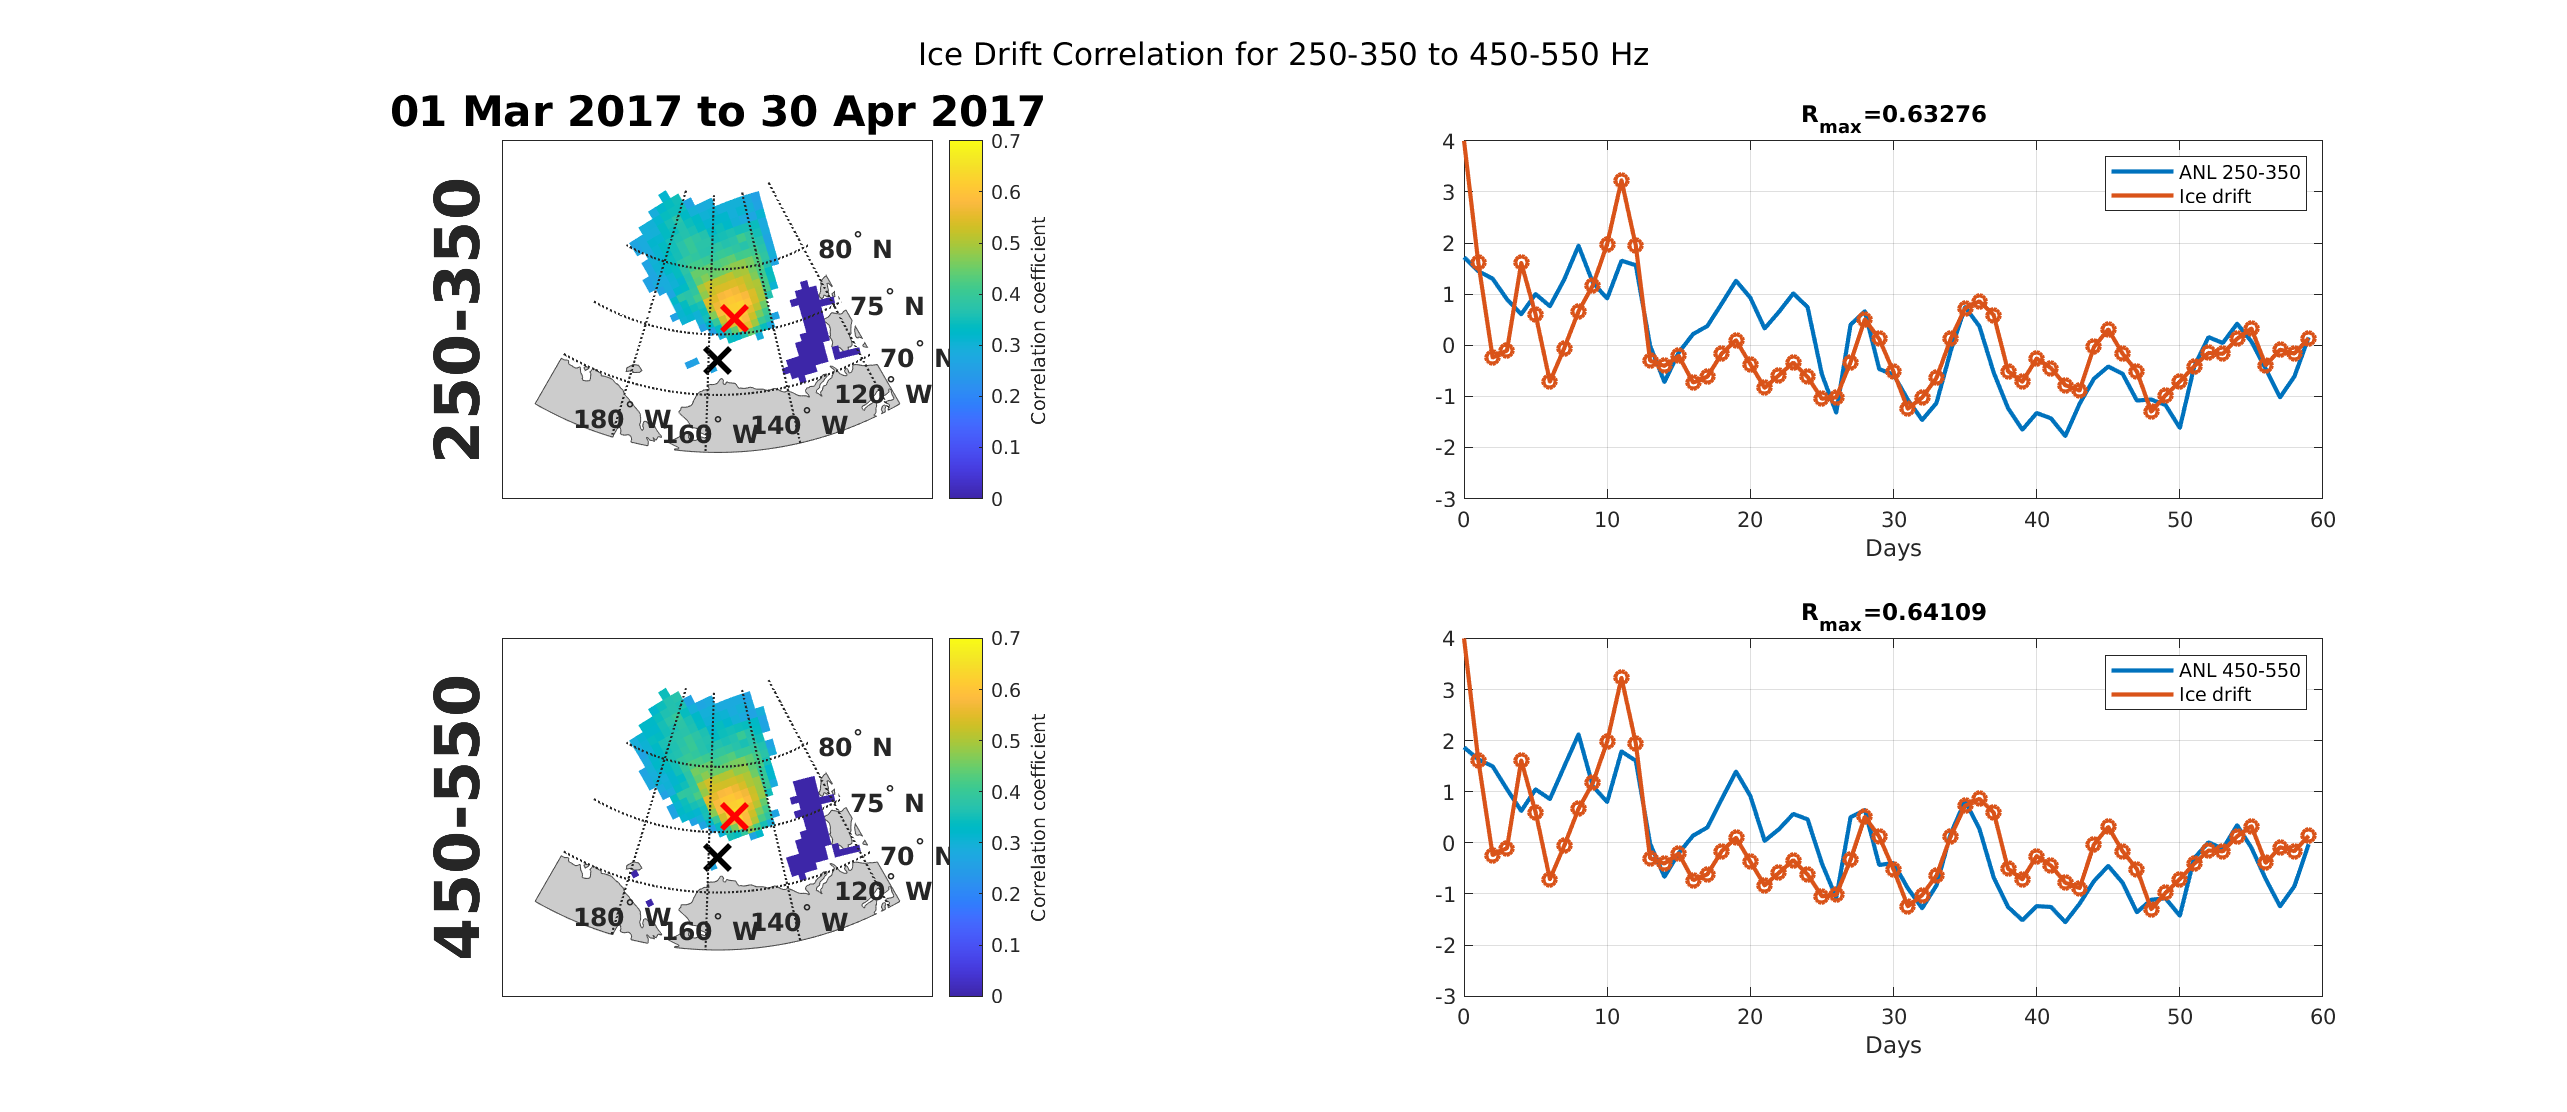 Ice Drift Correlation for 250-350 to 450-550 Hz
01 Mar 2017 to 30 Apr 2017
250-350
80° N
75° N
70° N
120° W
140° W
160° W
180° W
0.7
0.6
0.5
0.4
0.3
0.2
0.1
0
Correlation coefficient
Rmax=0.63276
4
3
2
1
0
-1
-2
-3
0 10 20 30 40 50 60
Days
ANL 250-350
Ice drift
450-550
80° N
75° N
70° N
120° W
140° W
160° W
180° W
0.7
0.6
0.5
0.4
0.3
0.2
0.1
0
Correlation coefficient
Rmax=0.64109
4
3
2
1
0
-1
-2
-3
0 10 20 30 40 50 60
Days
ANL 450-550
Ice drift